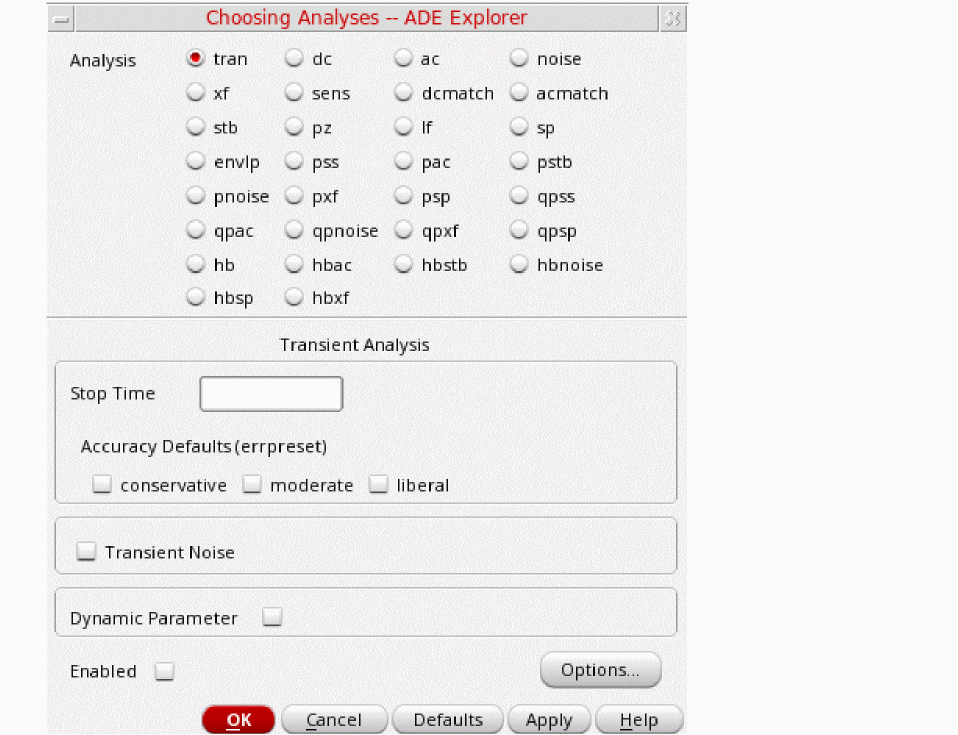 Choosing Analyses -- ADE Explorer
Analysis tran dc ac noise
xf sens dcmatch acmatch
stb pz lf sp
envlp pss pac pstb
pnoise pxf psp qpss
qpac qpnoise qpxf qpsp
hb hbac hbstb hbnoise
hbsp hbxf
Transient Analysis
Stop Time
Accuracy Defaults (errpreset)
conservative moderate liberal
Transient Noise
Dynamic Parameter
Enabled Options...
OK Cancel Defaults Apply Help